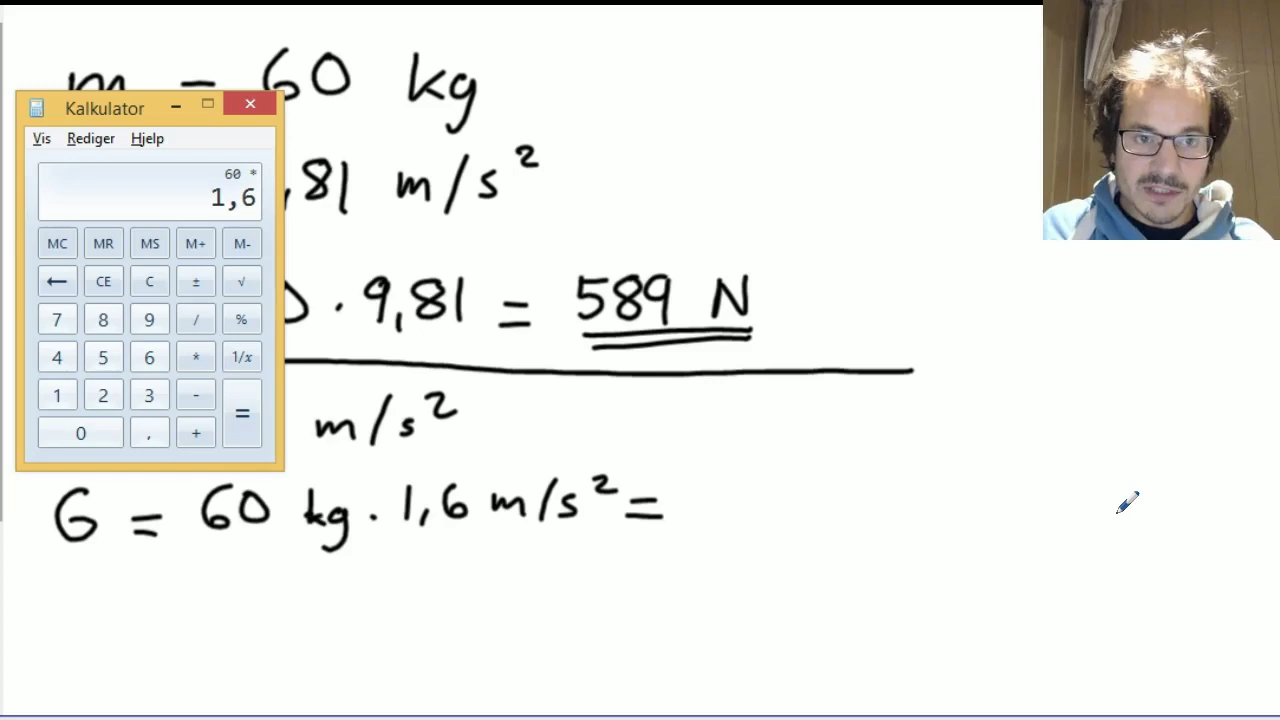 m = 60 kg
,81 m/s²
0 · 9,81 = 589 N
m/s²
G = 60 kg · 1,6 m/s² =
Kalkulator
Vis Rediger Hjelp
60 *
1,6
MC MR MS M+ M-
← CE C ± √
7 8 9 / %
4 5 6 * 1/x
1 2 3 - =
0 , +